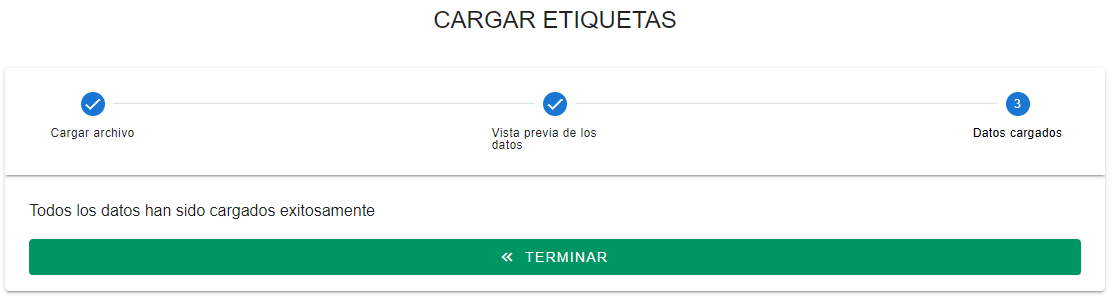 CARGAR ETIQUETAS
3
Cargar archivo
Vista previa de los
datos
Datos cargados
Todos los datos han sido cargados exitosamente
« TERMINAR